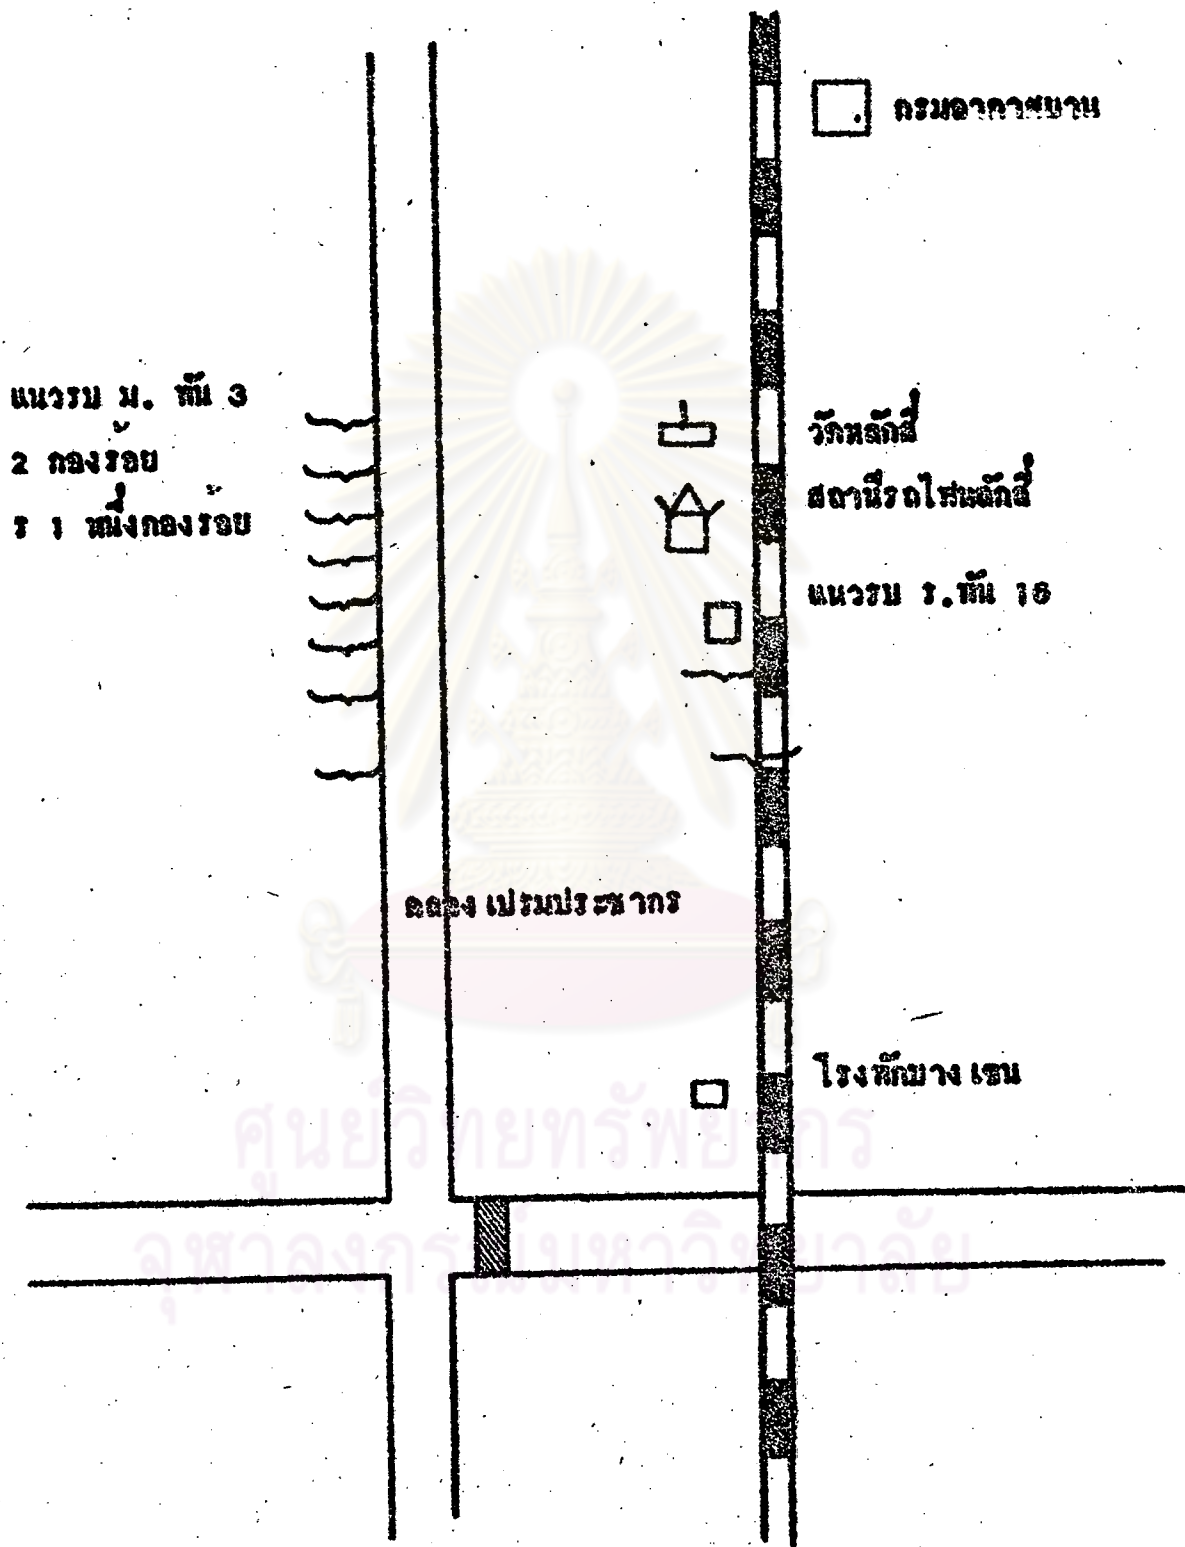 กรมอากาศยาน
แนวรบ ม. พัน 3
2 กองร้อย
ร 1 หนึ่งกองร้อย
วัดหลักสี่
สถานีรถไฟหลักสี่
แนวรบ ร.พัน 16
คลองเปรมประชากร
โรงพักบางเขน
ศูนย์วิทยทรัพยากร
จุฬาลงกรณ์มหาวิทยาลัย